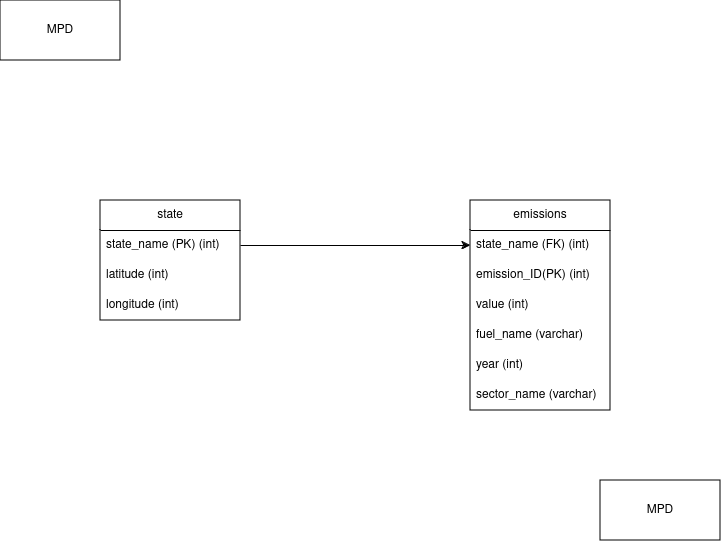 MPD
state
state_name (PK) (int)
latitude (int)
longitude (int)
emissions
state_name (FK) (int)
emission_ID(PK) (int)
value (int)
fuel_name (varchar)
year (int)
sector_name (varchar)
MPD